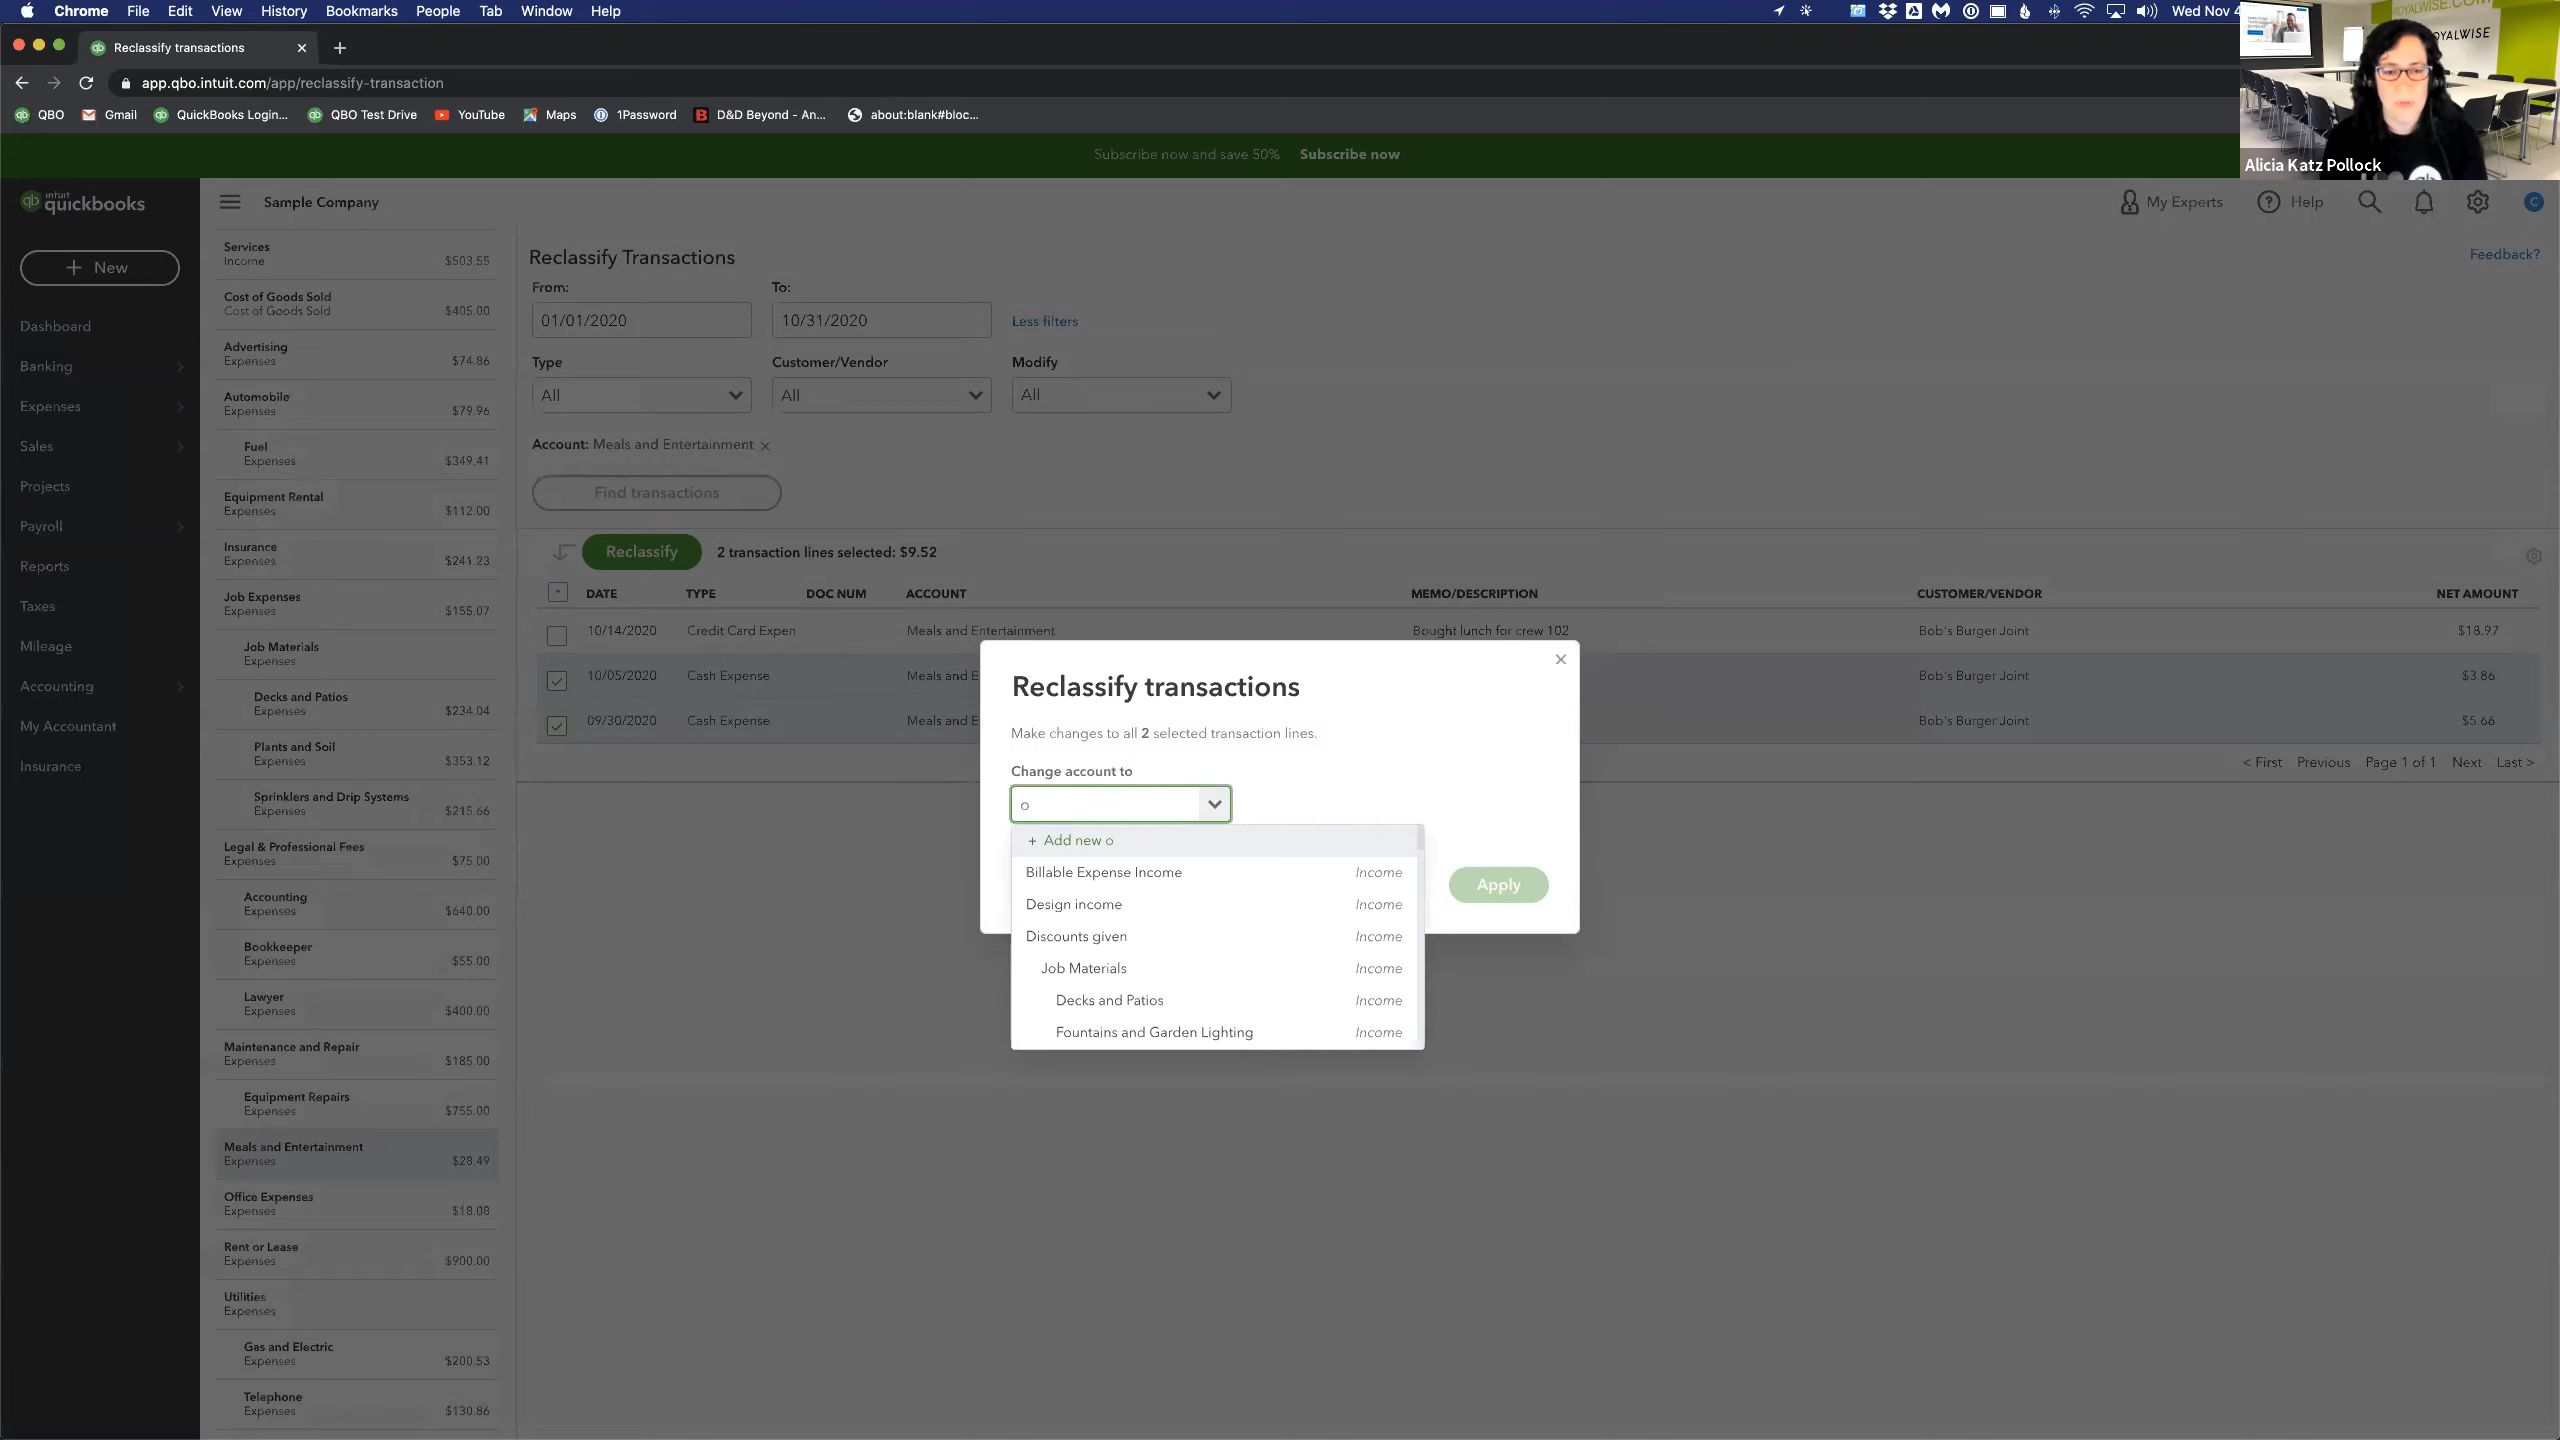 Chrome File Edit View History Bookmarks People Tab Window Help
Wed Nov 4
Reclassify transactions
app.qbo.intuit.com/app/reclassify-transaction
QBO Gmail QuickBooks Login... QBO Test Drive YouTube Maps 1Password D&D Beyond - An... about:blank#bloc...
ROYALWISE.COM
ROYALWISE
Alicia Katz Pollock
Subscribe now and save 50% Subscribe now
intuit
quickbooks
Sample Company
My Experts Help
C
+ New
Dashboard
Banking
Expenses
Sales
Projects
Payroll
Reports
Taxes
Mileage
Accounting
My Accountant
Insurance
Services
Income $503.55
Cost of Goods Sold
Cost of Goods Sold $405.00
Advertising
Expenses $74.86
Automobile
Expenses $79.96
Fuel
Expenses $349.41
Equipment Rental
Expenses $112.00
Insurance
Expenses $241.23
Job Expenses
Expenses $155.07
Job Materials
Expenses
Decks and Patios
Expenses $234.04
Plants and Soil
Expenses $353.12
Sprinklers and Drip Systems
Expenses $215.66
Legal & Professional Fees
Expenses $75.00
Accounting
Expenses $640.00
Bookkeeper
Expenses $55.00
Lawyer
Expenses $400.00
Maintenance and Repair
Expenses $185.00
Equipment Repairs
Expenses $755.00
Meals and Entertainment
Expenses $28.49
Office Expenses
Expenses $18.08
Rent or Lease
Expenses $900.00
Utilities
Expenses
Gas and Electric
Expenses $200.53
Telephone
Expenses $130.86
Reclassify Transactions
Feedback?
From: To:
01/01/2020 10/31/2020 Less filters
Type Customer/Vendor Modify
All All All
Account: Meals and Entertainment
Find transactions
Reclassify 2 transaction lines selected: $9.52
DATE TYPE DOC NUM ACCOUNT MEMO/DESCRIPTION CUSTOMER/VENDOR NET AMOUNT
10/14/2020 Credit Card Expen Meals and Entertainment Bought lunch for crew 102 Bob's Burger Joint $18.97
10/05/2020 Cash Expense Meals and E Bob's Burger Joint $3.86
09/30/2020 Cash Expense Meals and E Bob's Burger Joint $5.66
< First Previous Page 1 of 1 Next Last >
Reclassify transactions
Make changes to all 2 selected transaction lines.
Change account to
o
+ Add new o
Billable Expense Income Income
Design income Income
Discounts given Income
Job Materials Income
Decks and Patios Income
Fountains and Garden Lighting Income
Apply